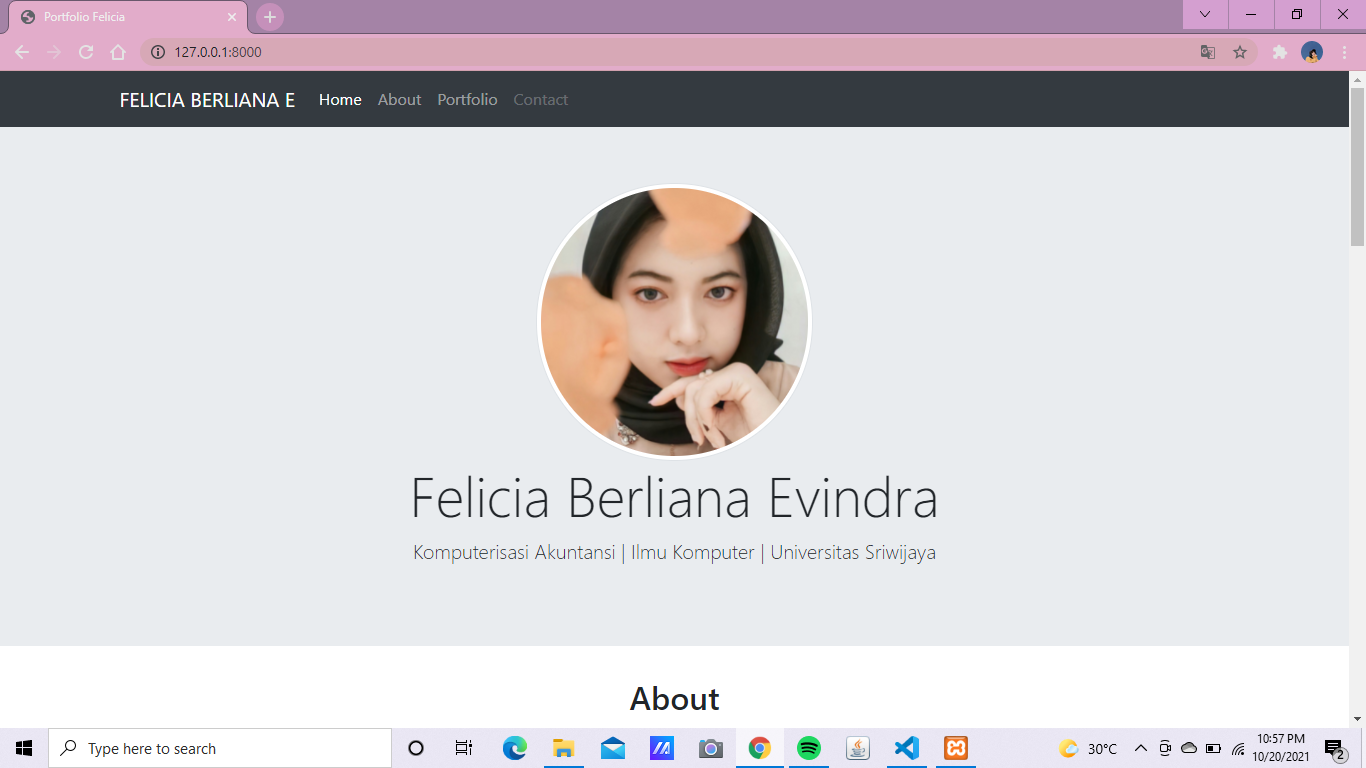 Portfolio Felicia
127.0.0.1:8000
FELICIA BERLIANA E Home About Portfolio Contact
Felicia Berliana Evindra
Komputerisasi Akuntansi | Ilmu Komputer | Universitas Sriwijaya
About
Type here to search
30°C
10:57 PM
10/20/2021
2